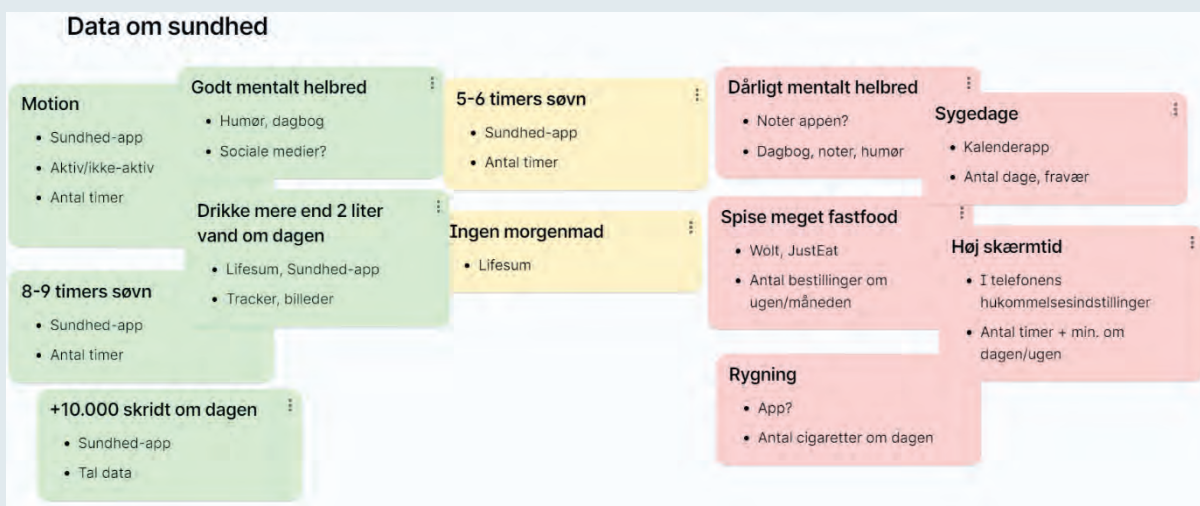 Data om sundhed
Motion
• Sundhed-app
• Aktiv/ikke-aktiv
• Antal timer
Godt mentalt helbred
• Humør, dagbog
• Sociale medier?
Drikke mere end 2 liter
vand om dagen
• Lifesum, Sundhed-app
• Tracker, billeder
8-9 timers søvn
• Sundhed-app
• Antal timer
+10.000 skridt om dagen
• Sundhed-app
• Tal data
5-6 timers søvn
• Sundhed-app
• Antal timer
Ingen morgenmad
• Lifesum
Dårligt mentalt helbred
• Noter appen?
• Dagbog, noter, humør
Sygedage
• Kalenderapp
• Antal dage, fravær
Spise meget fastfood
• Wolt, JustEat
• Antal bestillinger om
ugen/måneden
Høj skærmtid
• I telefonens
hukommelsesindstillinger
• Antal timer + min. om
dagen/ugen
Rygning
• App?
• Antal cigaretter om dagen